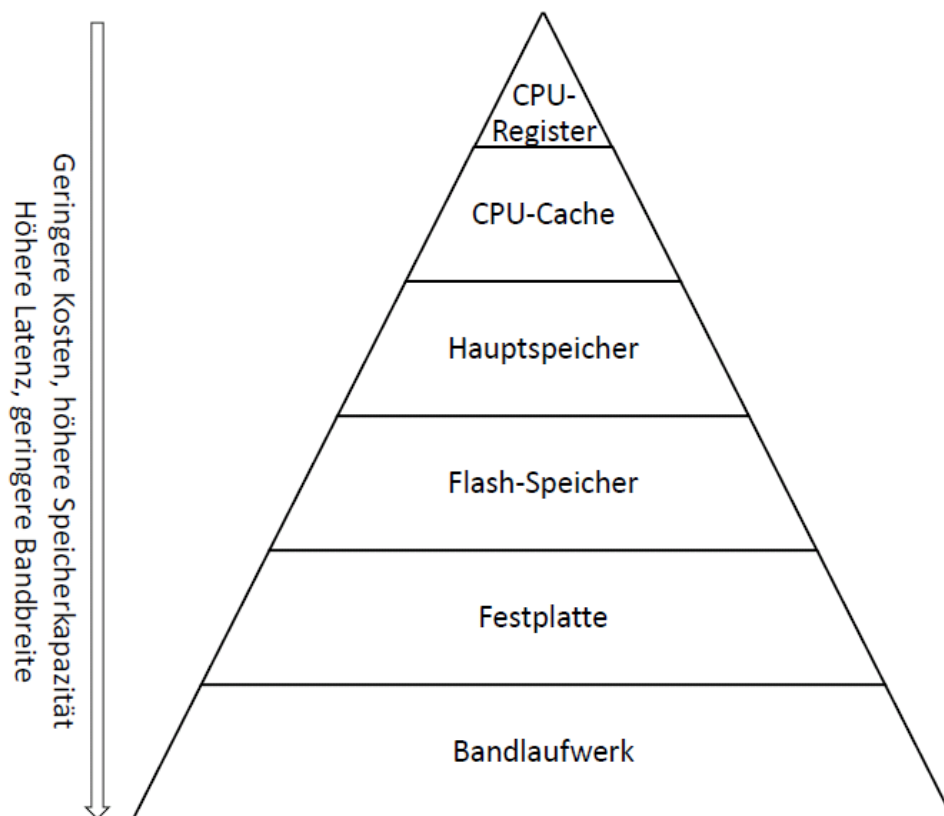 Geringere Kosten, höhere Speicherkapazität
Höhere Latenz, geringere Bandbreite
CPU-
Register
CPU-Cache
Hauptspeicher
Flash-Speicher
Festplatte
Bandlaufwerk